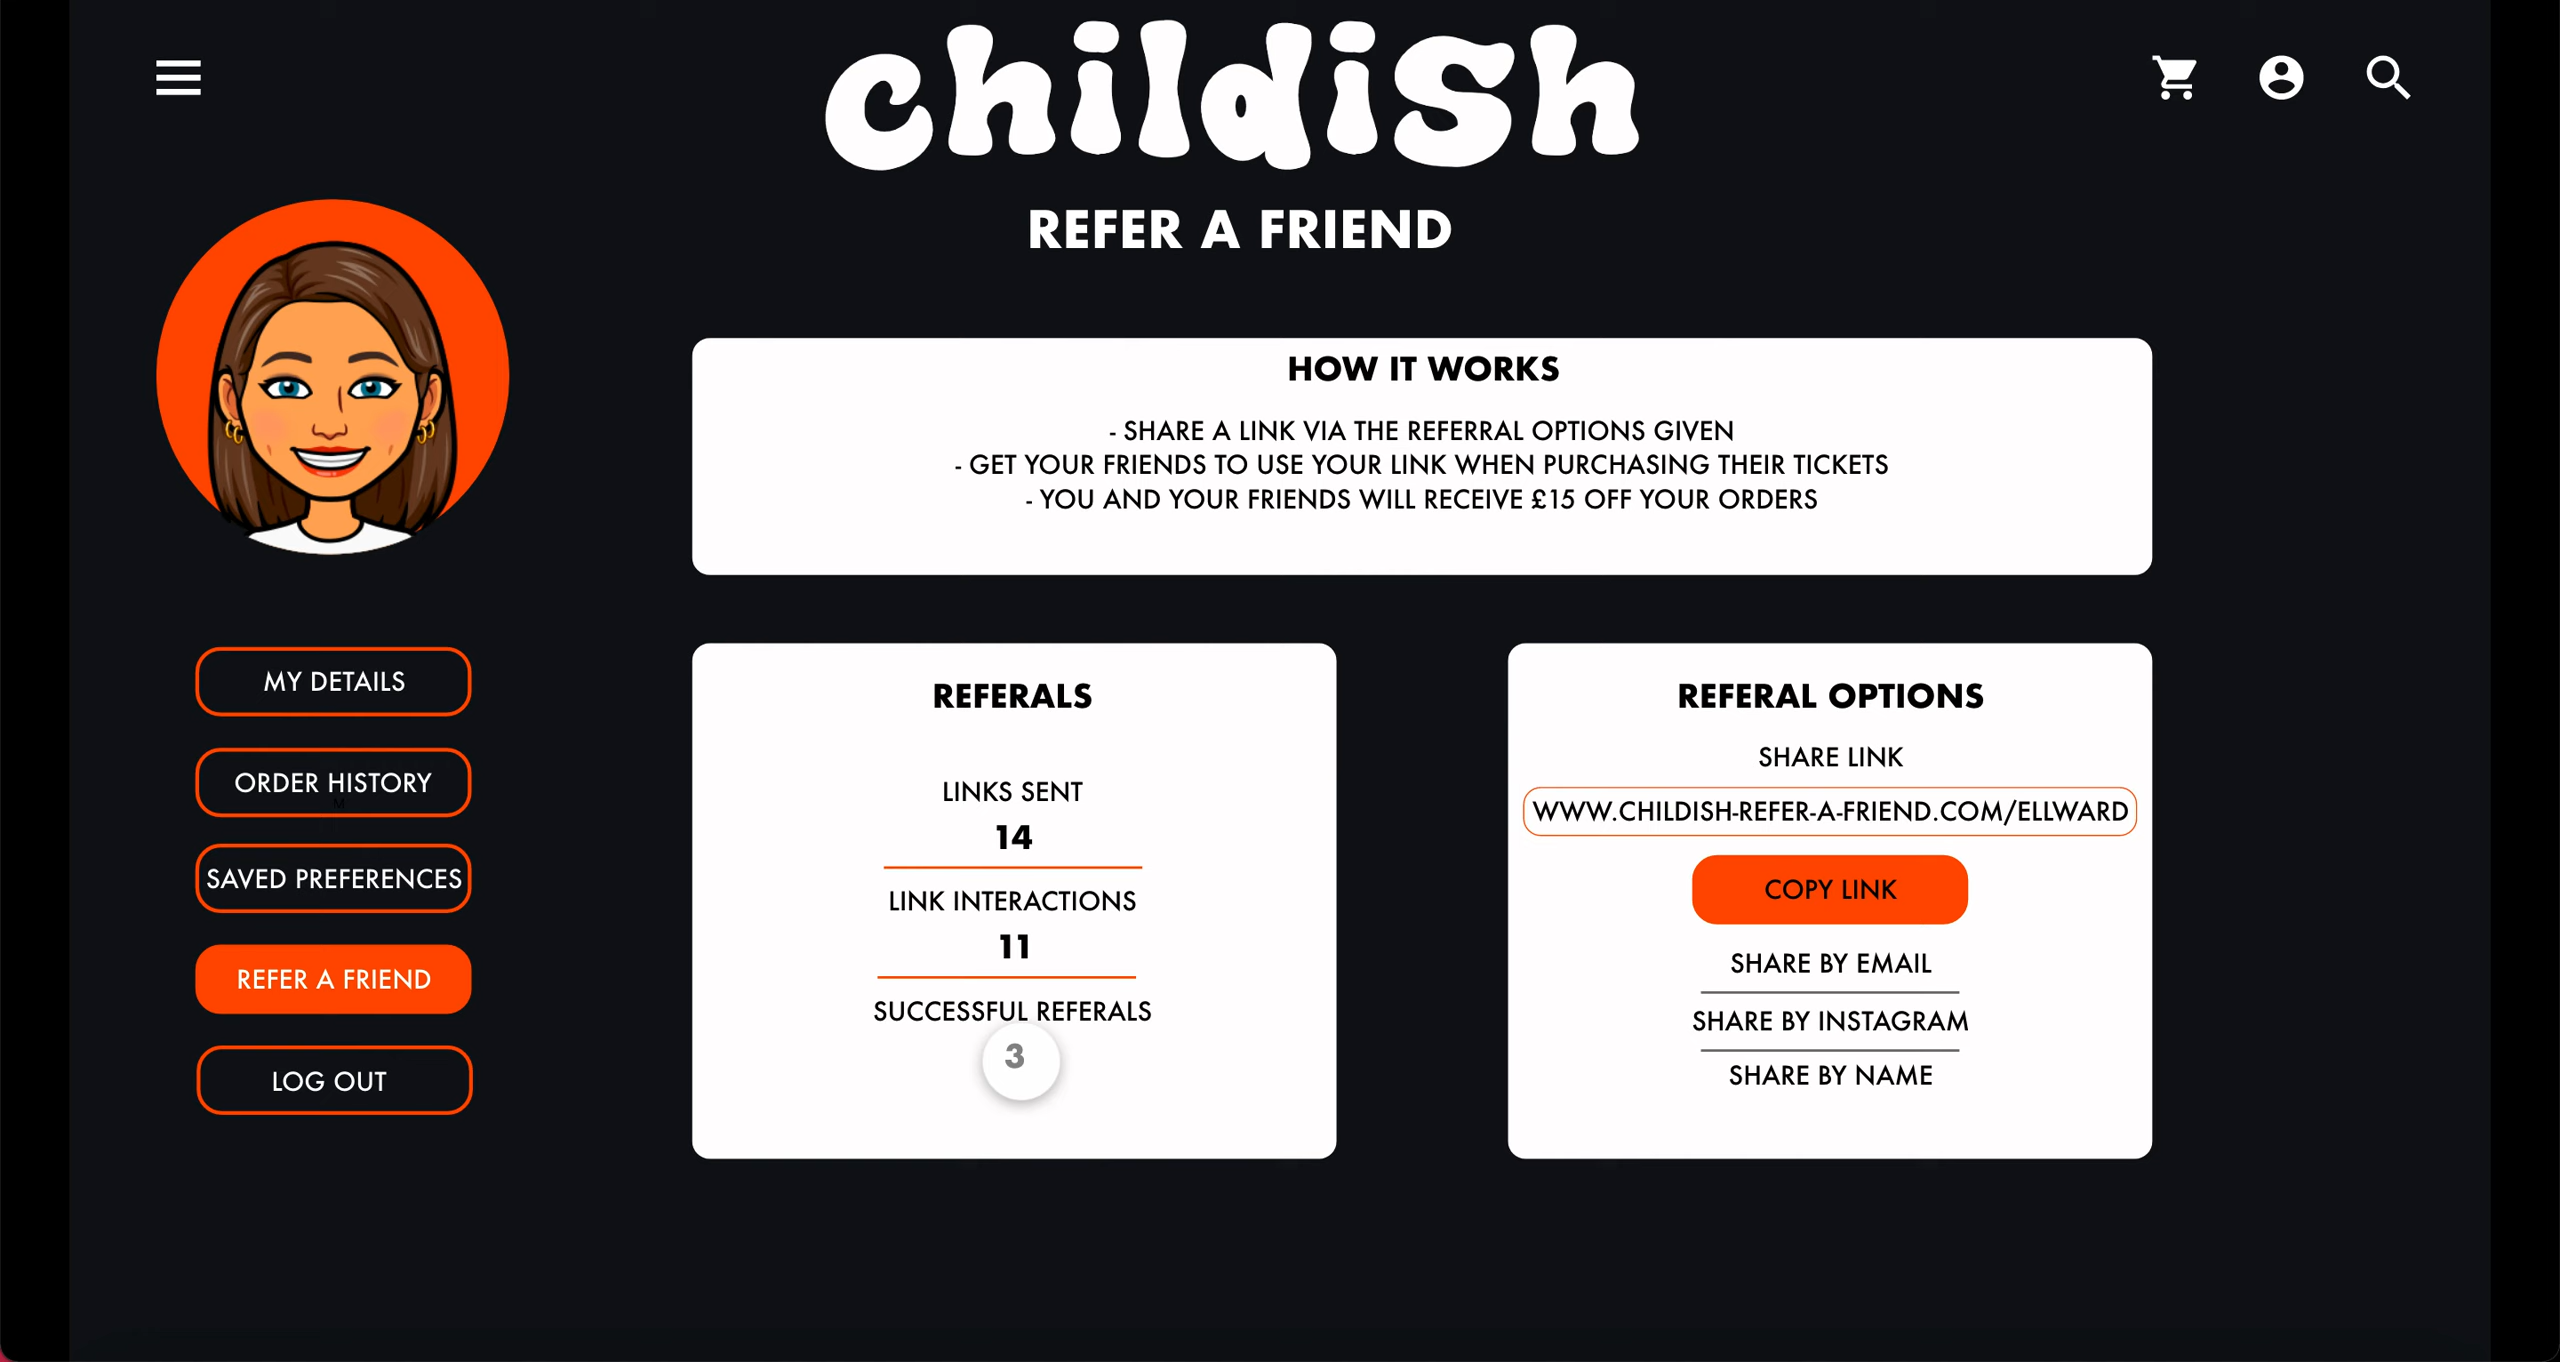 childiSh
REFER A FRIEND
HOW IT WORKS
- SHARE A LINK VIA THE REFERRAL OPTIONS GIVEN
- GET YOUR FRIENDS TO USE YOUR LINK WHEN PURCHASING THEIR TICKETS
- YOU AND YOUR FRIENDS WILL RECEIVE £15 OFF YOUR ORDERS
MY DETAILS
ORDER HISTORY
M
SAVED PREFERENCES
REFER A FRIEND
LOG OUT
REFERALS
LINKS SENT
14
LINK INTERACTIONS
11
SUCCESSFUL REFERALS
3
REFERAL OPTIONS
SHARE LINK
WWW.CHILDISH-REFER-A-FRIEND.COM/ELLWARD
COPY LINK
SHARE BY EMAIL
SHARE BY INSTAGRAM
SHARE BY NAME